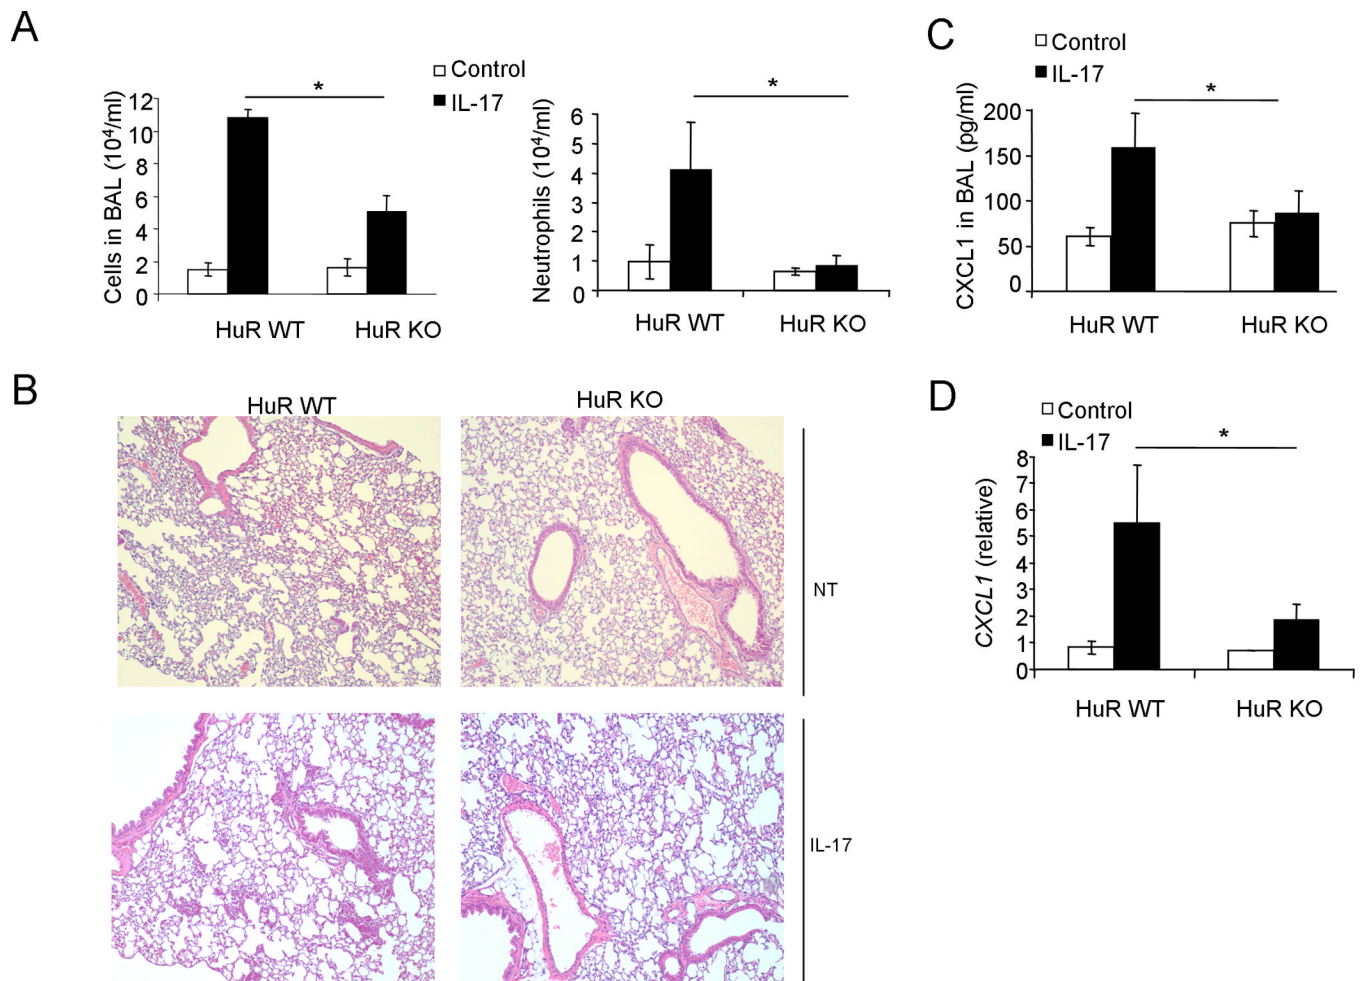 A
Control
IL-17
*
Cells in BAL (10⁴/ml)
12
10
8
6
4
2
0
HuR WT
HuR KO
*
Neutrophils (10⁴/ml)
6
5
4
3
2
1
0
HuR WT
HuR KO
C
Control
IL-17
*
CXCL1 in BAL (pg/ml)
200
150
100
50
0
HuR WT
HuR KO
B
HuR WT
HuR KO
NT
IL-17
D
Control
IL-17
*
CXCL1 (relative)
8
7
6
5
4
3
2
1
0
HuR WT
HuR KO